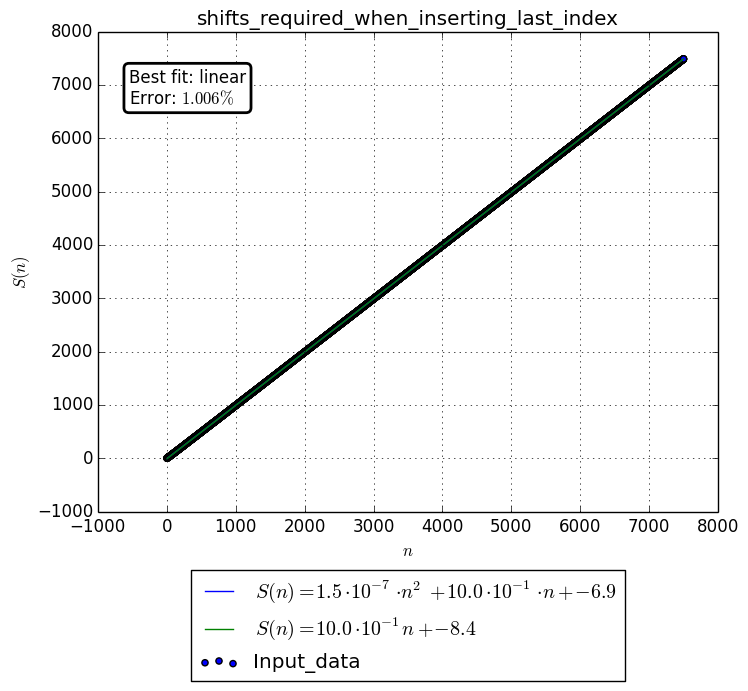 shifts_required_when_inserting_last_index
8000
7000
6000
5000
4000
3000
2000
1000
0
−1000
Best fit: linear
Error: 1.006%
S(n)
−1000 0 1000 2000 3000 4000 5000 6000 7000 8000
n
S(n)=1.5·10⁻⁷ ·n² +10.0·10⁻¹ ·n+−6.9
S(n)=10.0·10⁻¹n+−8.4
Input_data